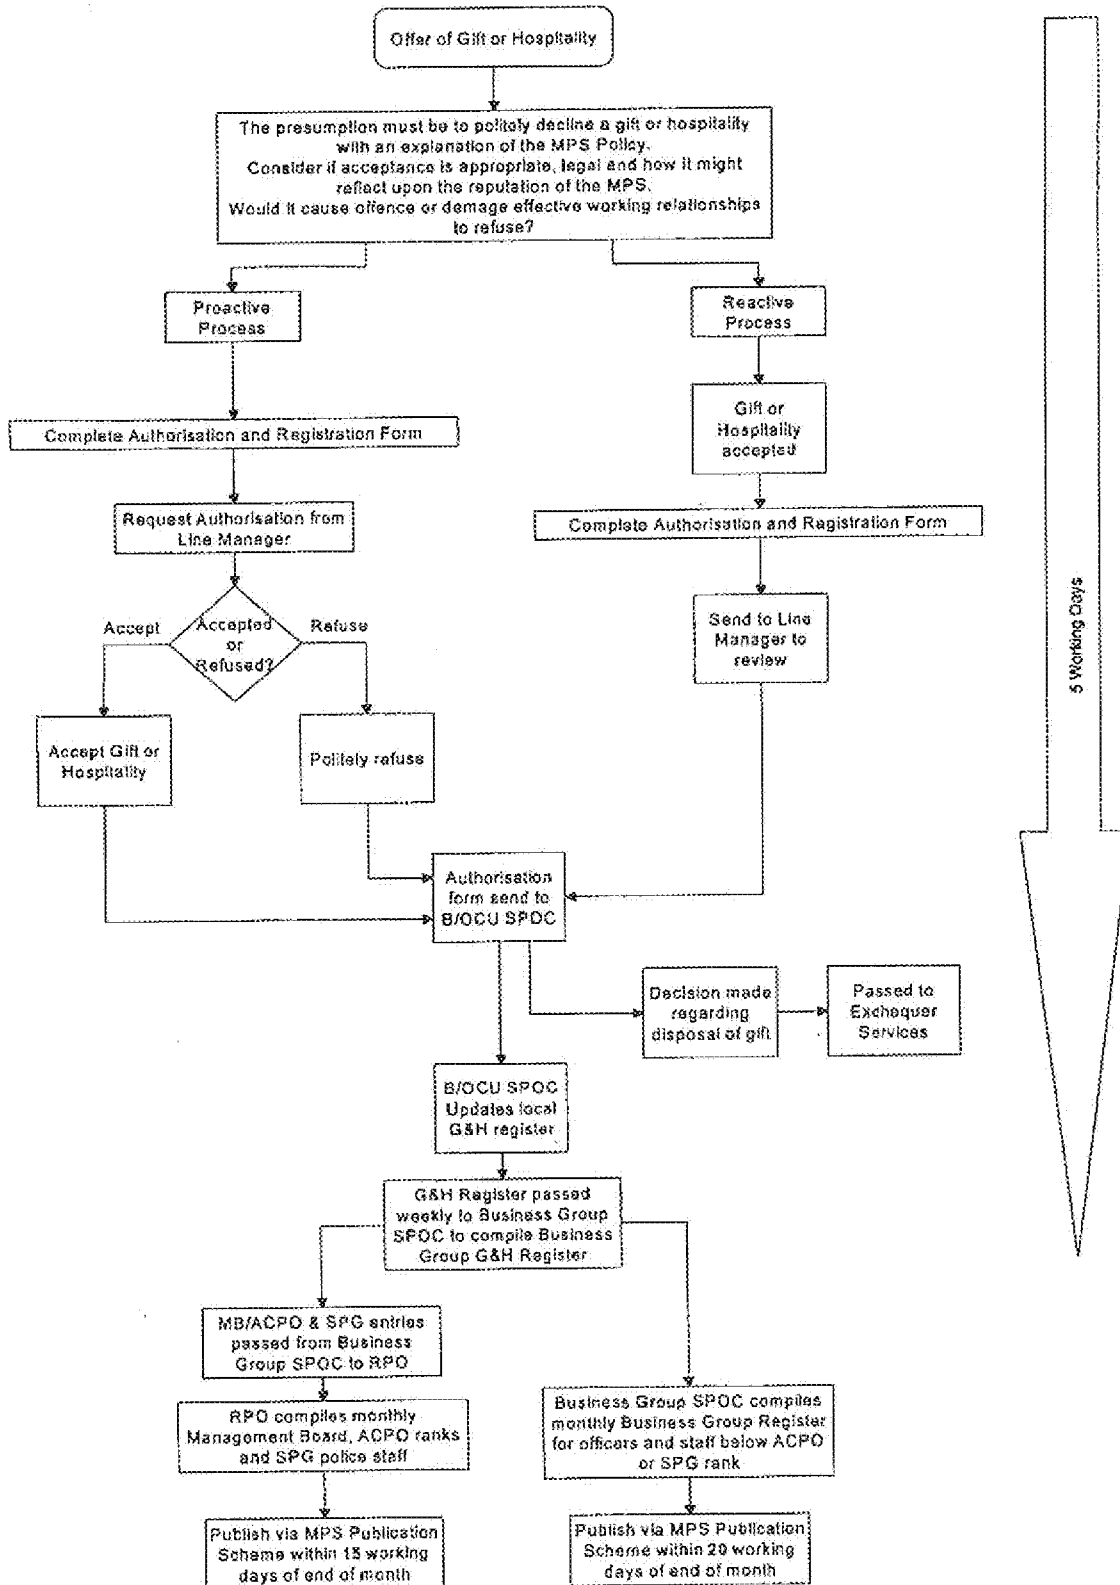 Offer of Gift or Hospitality
The presumption must be to politely decline a gift or hospitality
with an explanation of the MPS Policy.
Consider if acceptance is appropriate, legal and how it might
reflect upon the reputation of the MPS.
Would it cause offence or damage effective working relationships
to refuse?
Proactive
Process
Reactive
Process
Complete Authorisation and Registration Form
Gift or
Hospitality
accepted
Request Authorisation from
Line Manager
Complete Authorisation and Registration Form
Accept
Accepted
or
Refused?
Refuse
Send to Line
Manager to
review
5 Working Days
Accept Gift or
Hospitality
Politely refuse
Authorisation
form send to
B/OCU SPOC
Decision made
regarding
disposal of gift
Passed to
Exchequer
Services
B/OCU SPOC
Updates local
G&H register
G&H Register passed
weekly to Business Group
SPOC to compile Business
Group G&H Register
MB/ACPO & SPG entries
passed from Business
Group SPOC to RPO
RPO compiles monthly
Management Board, ACPO ranks
and SPG police staff
Business Group SPOC compiles
monthly Business Group Register
for officers and staff below ACPO
or SPG rank
Publish via MPS Publication
Scheme within 15 working
days of end of month
Publish via MPS Publication
Scheme within 20 working
days of end of month